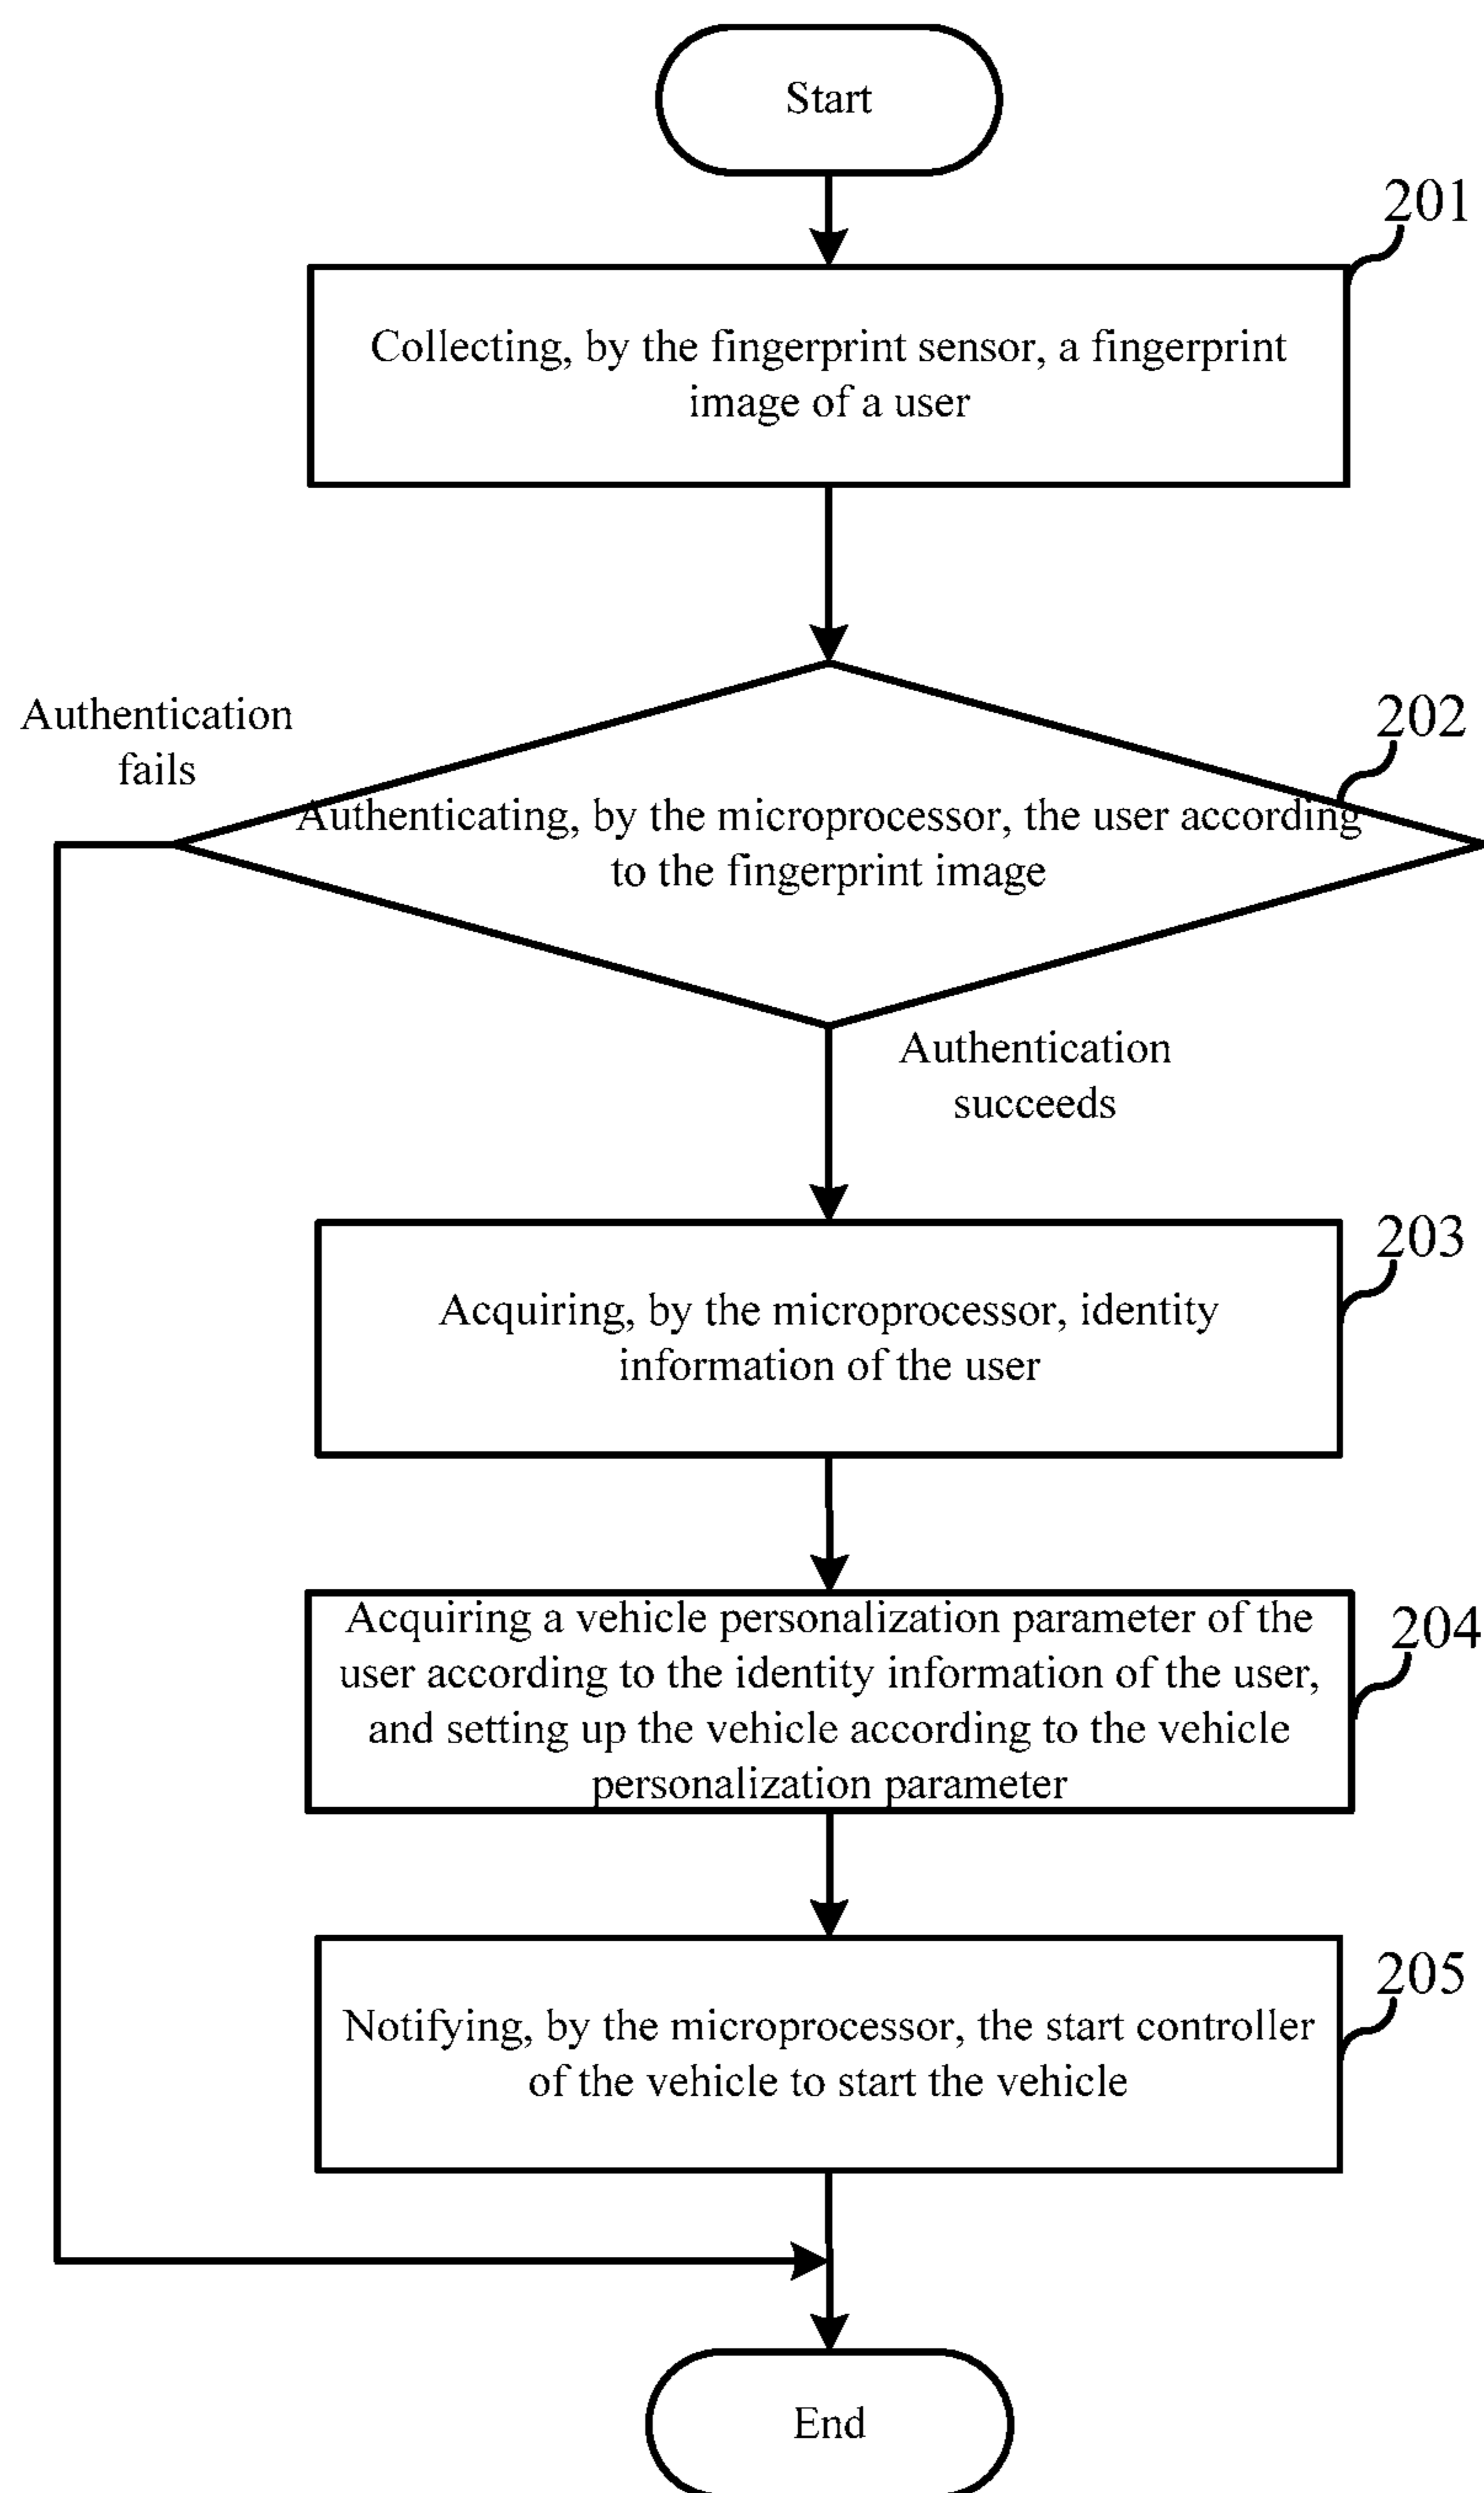 Start
201
Collecting, by the fingerprint sensor, a fingerprint
image of a user
Authentication
fails
202
Authenticating, by the microprocessor, the user according
to the fingerprint image
Authentication
succeeds
203
Acquiring, by the microprocessor, identity
information of the user
204
Acquiring a vehicle personalization parameter of the
user according to the identity information of the user,
and setting up the vehicle according to the vehicle
personalization parameter
205
Notifying, by the microprocessor, the start controller
of the vehicle to start the vehicle
End